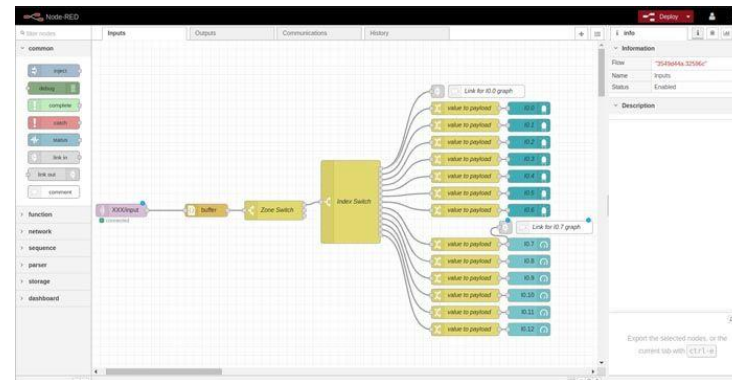 Node-RED
Deploy
filter nodes
Inputs
Outputs
Communications
History
info
common
Information
inject
Flow
"3549d44a.32596c"
debug
Name
Inputs
complete
Status
Enabled
catch
Description
status
link in
link out
comment
function
network
sequence
parser
storage
dashboard
XXXInput
connected
buffer
Zone Switch
Index Switch
Link for I0.0 graph
value to payload I0.0
value to payload I0.1
value to payload I0.2
value to payload I0.3
value to payload I0.4
value to payload I0.5
value to payload I0.6
Link for I0.7 graph
value to payload I0.7
value to payload I0.8
value to payload I0.9
value to payload I0.10
value to payload I0.11
value to payload I0.12
Export the selected nodes, or the
current tab with ctrl-e